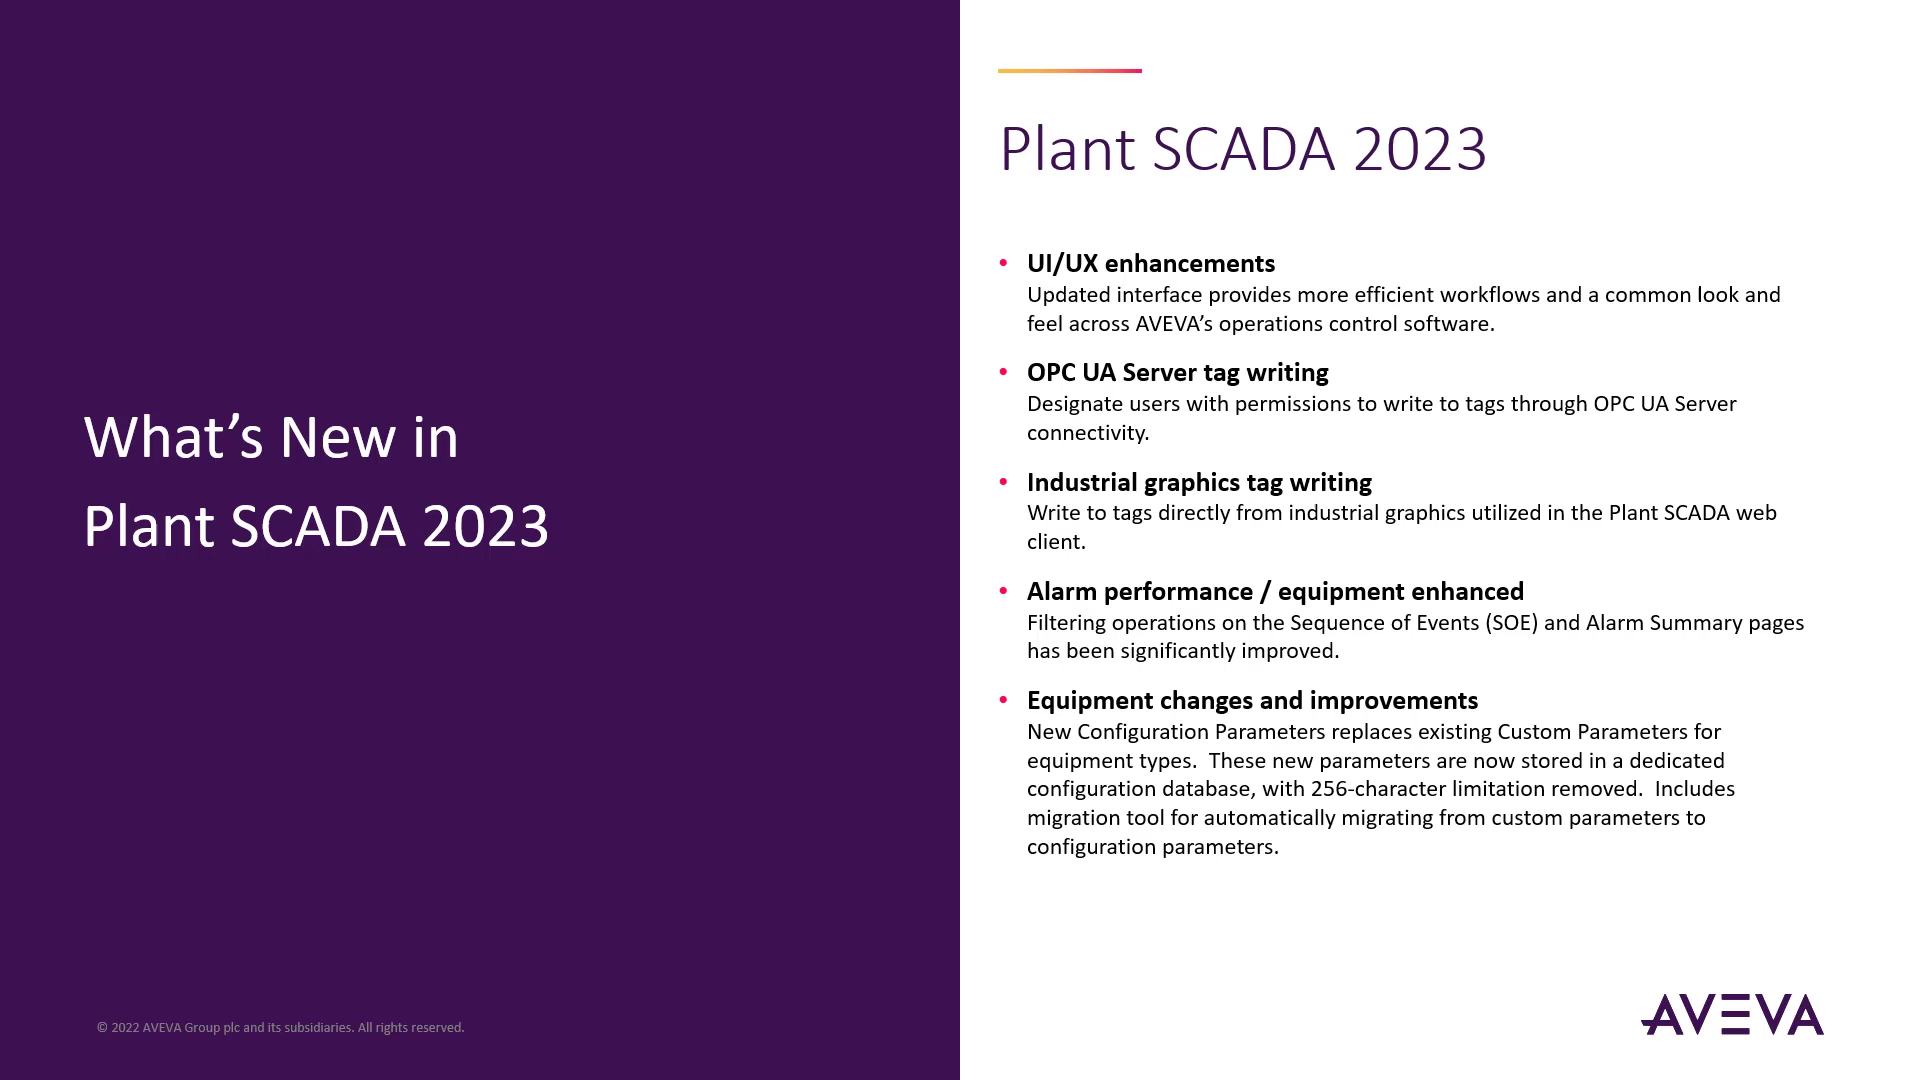 What’s New in
Plant SCADA 2023
© 2022 AVEVA Group plc and its subsidiaries. All rights reserved.
Plant SCADA 2023
• UI/UX enhancements
Updated interface provides more efficient workflows and a common look and
feel across AVEVA’s operations control software.
• OPC UA Server tag writing
Designate users with permissions to write to tags through OPC UA Server
connectivity.
• Industrial graphics tag writing
Write to tags directly from industrial graphics utilized in the Plant SCADA web
client.
• Alarm performance / equipment enhanced
Filtering operations on the Sequence of Events (SOE) and Alarm Summary pages
has been significantly improved.
• Equipment changes and improvements
New Configuration Parameters replaces existing Custom Parameters for
equipment types.  These new parameters are now stored in a dedicated
configuration database, with 256-character limitation removed.  Includes
migration tool for automatically migrating from custom parameters to
configuration parameters.
AVEVA